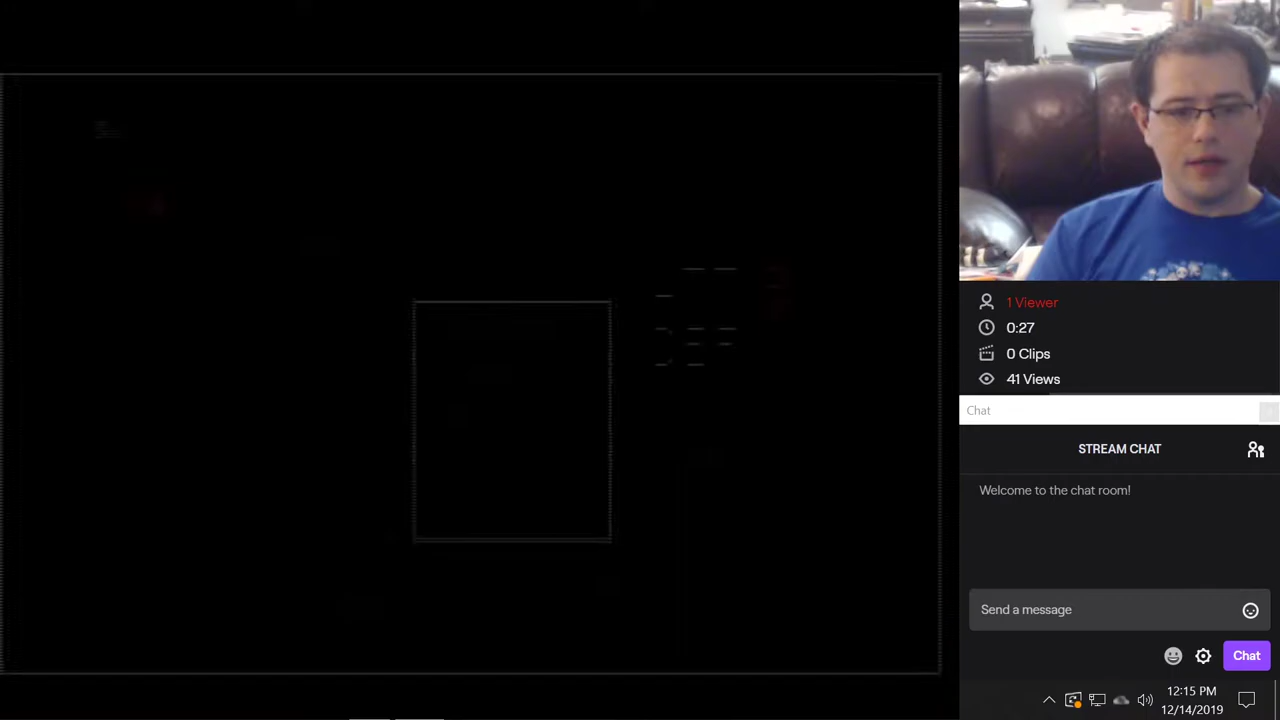 1 Viewer
0:27
0 Clips
41 Views
Chat
STREAM CHAT
Welcome to the chat room!
Send a message
Chat
12:15 PM
12/14/2019